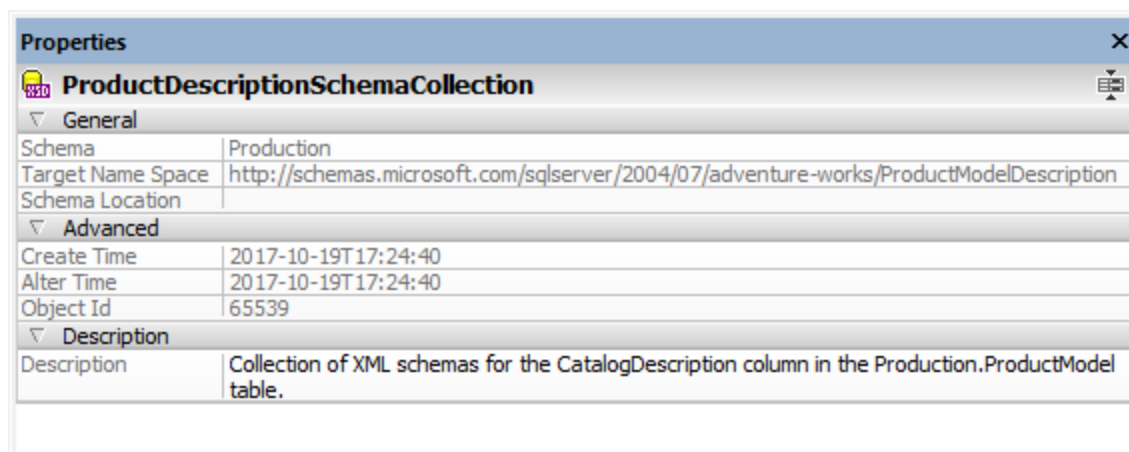 Properties
XSD ProductDescriptionSchemaCollection
General
Schema Production
Target Name Space http://schemas.microsoft.com/sqlserver/2004/07/adventure-works/ProductModelDescription
Schema Location
Advanced
Create Time 2017-10-19T17:24:40
Alter Time 2017-10-19T17:24:40
Object Id 65539
Description
Description Collection of XML schemas for the CatalogDescription column in the Production.ProductModel
table.